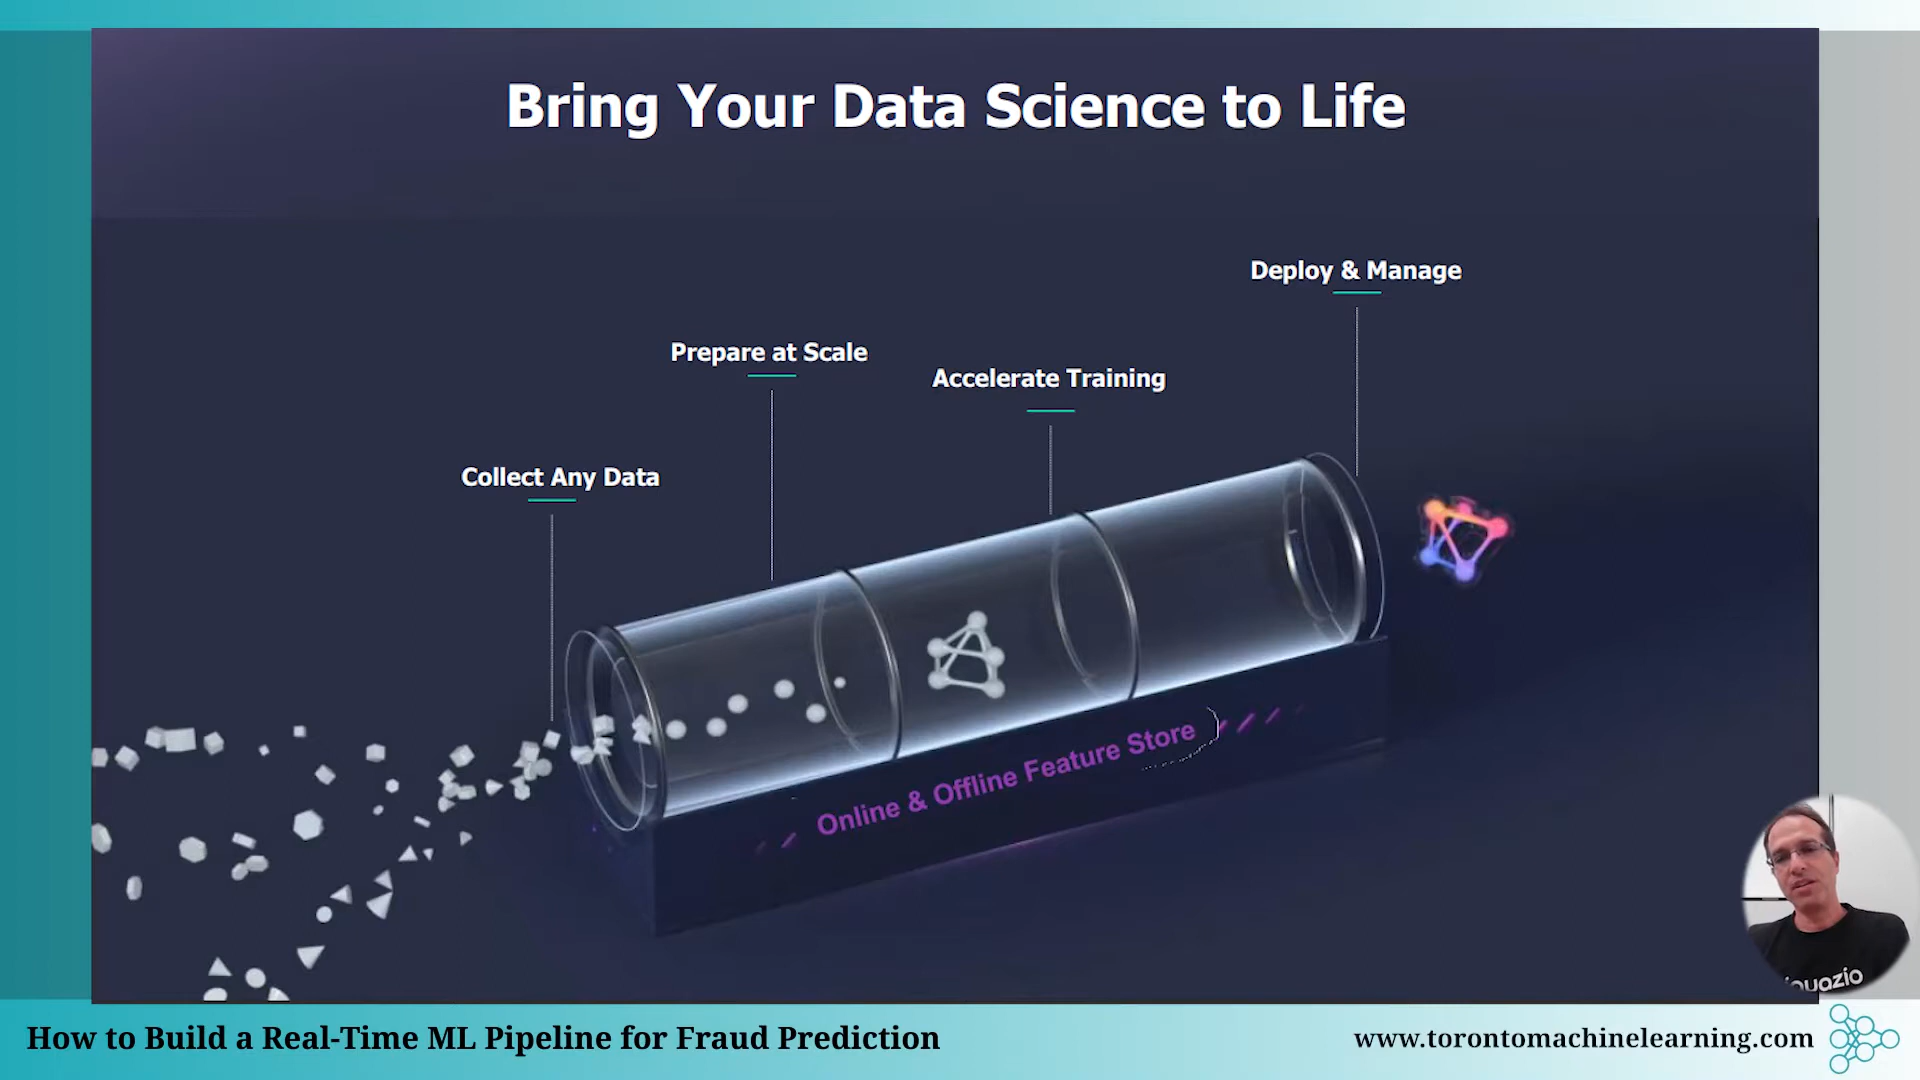 Bring Your Data Science to Life
Deploy & Manage
Prepare at Scale
Accelerate Training
Collect Any Data
Online & Offline Feature Store
iguazio
How to Build a Real-Time ML Pipeline for Fraud Prediction
www.torontomachinelearning.com